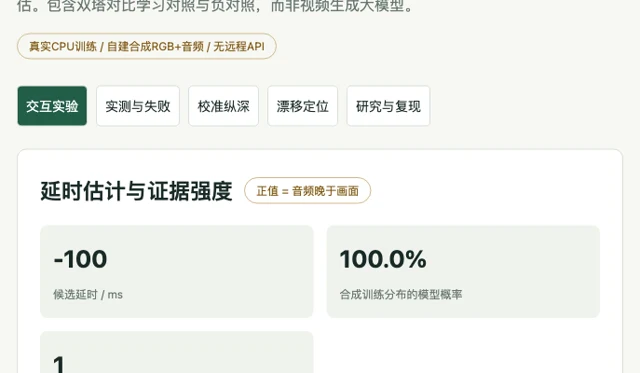 估。包含双塔对比学习对照与负对照，而非视频生成大模型。
真实CPU训练 / 自建合成RGB+音频 / 无远程API
交互实验 实测与失败 校准纵深 漂移定位 研究与复现
延时估计与证据强度 正值 = 音频晚于画面
-100 100.0%
候选延时 / ms 合成训练分布的模型概率
1